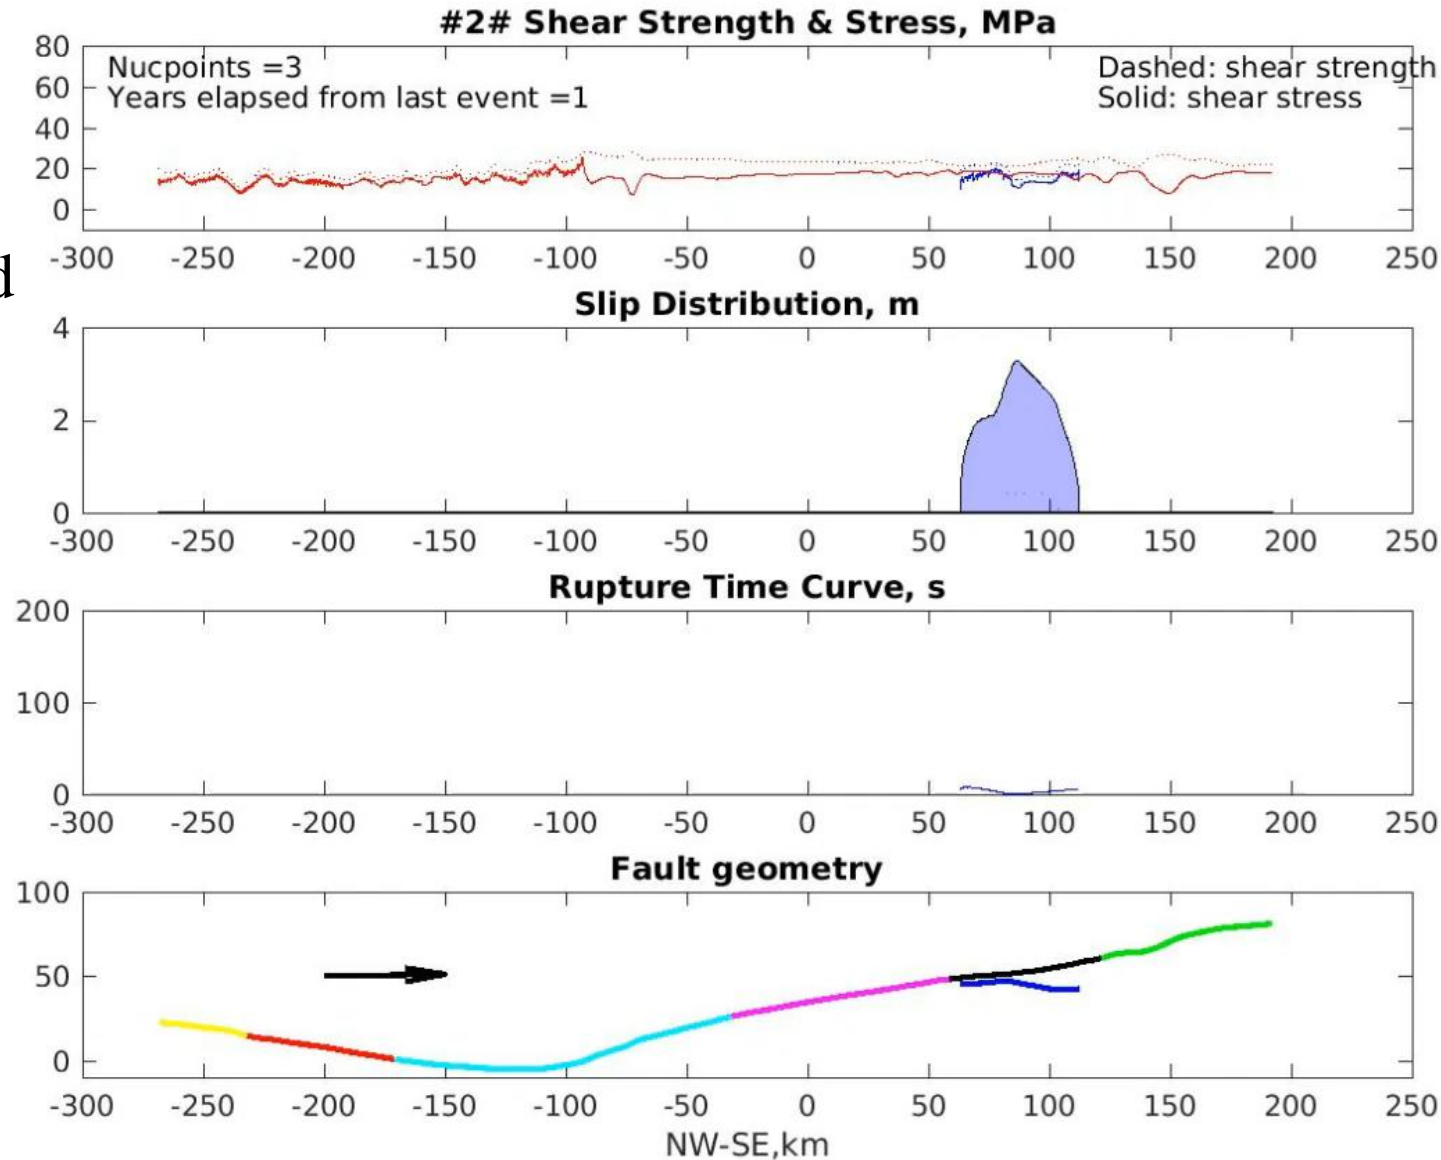 #2# Shear Strength & Stress, MPa
80
60
40
20
0
Nucpoints =3
Years elapsed from last event =1
Dashed: shear strength
Solid: shear stress
-300 -250 -200 -150 -100 -50 0 50 100 150 200 250
d
Slip Distribution, m
4
2
0
-300 -250 -200 -150 -100 -50 0 50 100 150 200 250
Rupture Time Curve, s
200
100
0
-300 -250 -200 -150 -100 -50 0 50 100 150 200 250
Fault geometry
100
50
0
-300 -250 -200 -150 -100 -50 0 50 100 150 200 250
NW-SE,km